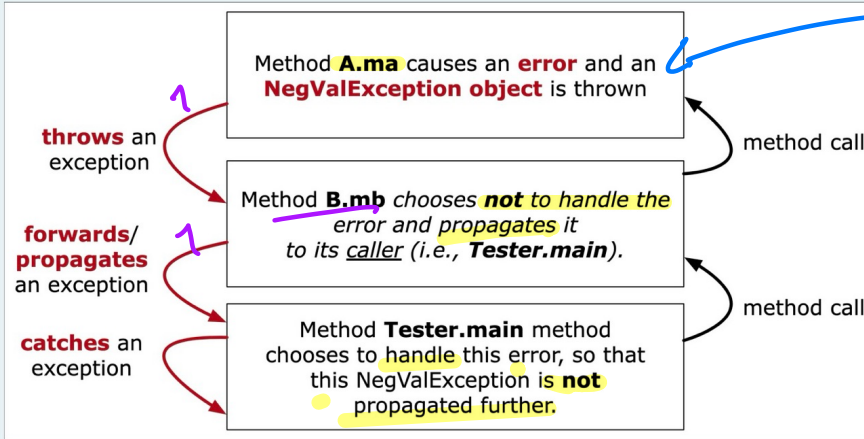 Method A.ma causes an error and an
NegValException object is thrown
throws an
exception
method call
Method B.mb chooses not to handle the
error and propagates it
to its caller (i.e., Tester.main).
forwards/
propagates
an exception
method call
Method Tester.main method
chooses to handle this error, so that
this NegValException is not
propagated further.
catches an
exception